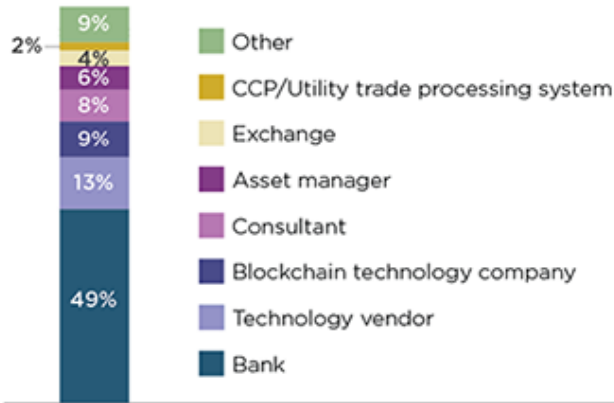 9%
2%
4%
6%
8%
9%
13%
49%
Other
CCP/Utility trade processing system
Exchange
Asset manager
Consultant
Blockchain technology company
Technology vendor
Bank